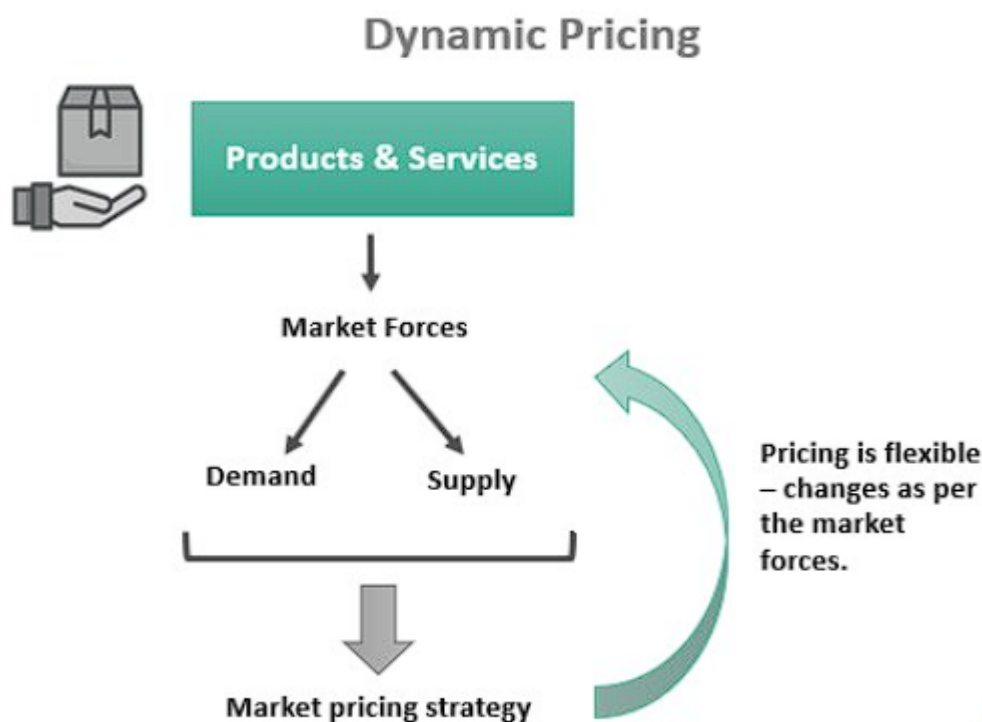 Dynamic Pricing
Products & Services
Market Forces
Demand
Supply
Pricing is flexible
– changes as per
the market
forces.
Market pricing strategy